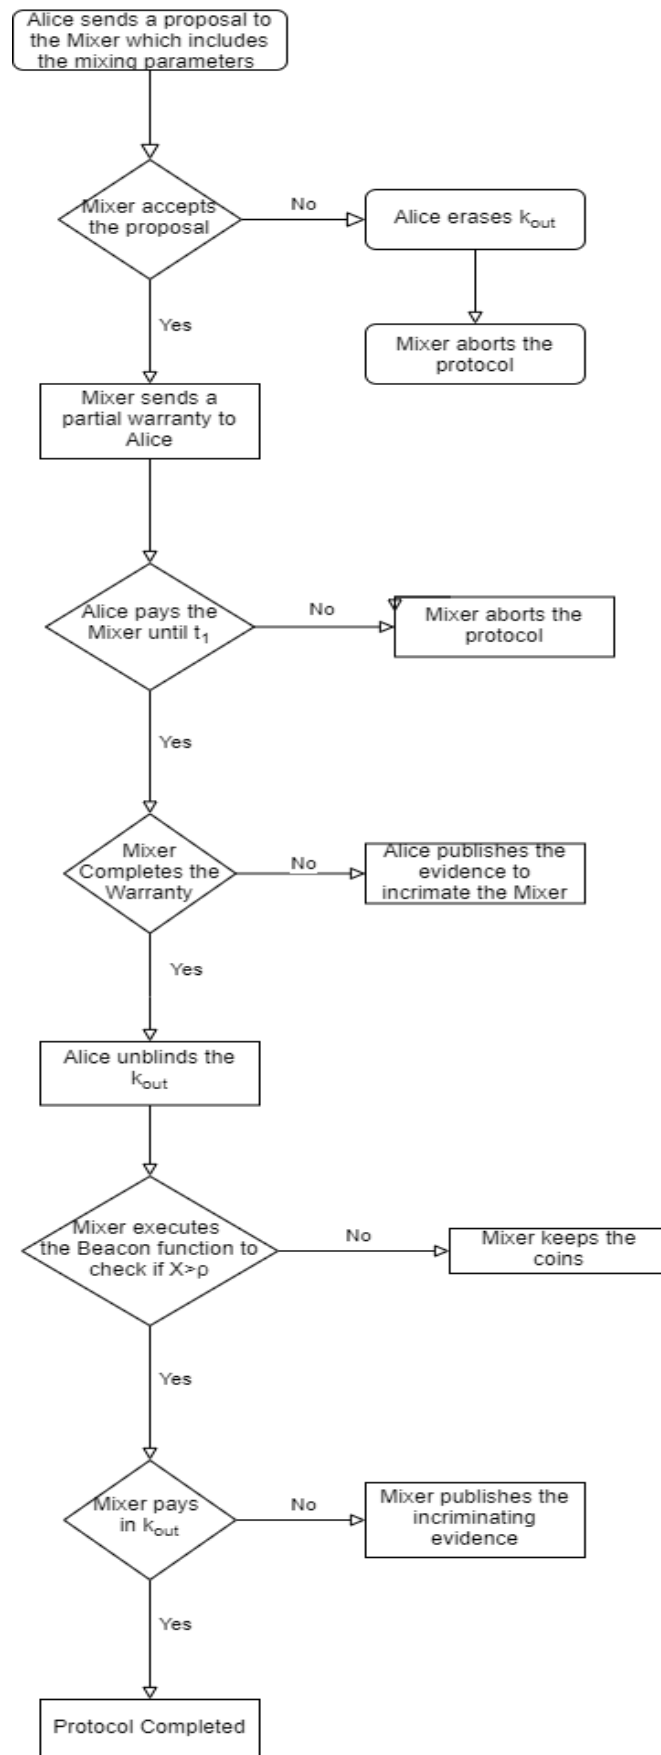 Alice sends a proposal to
the Mixer which includes
the mixing parameters
Mixer accepts
the proposal
No
Alice erases k_out
Yes
Mixer aborts the
protocol
Mixer sends a
partial warranty to
Alice
Alice pays the
Mixer until t_1
No
Mixer aborts the
protocol
Yes
Mixer
Completes the
Warranty
No
Alice publishes the
evidence to
incrimate the Mixer
Yes
Alice unblinds the
k_out
Mixer executes
the Beacon function to
check if X>ρ
No
Mixer keeps the
coins
Yes
Mixer pays
in k_out
No
Mixer publishes the
incriminating
evidence
Yes
Protocol Completed